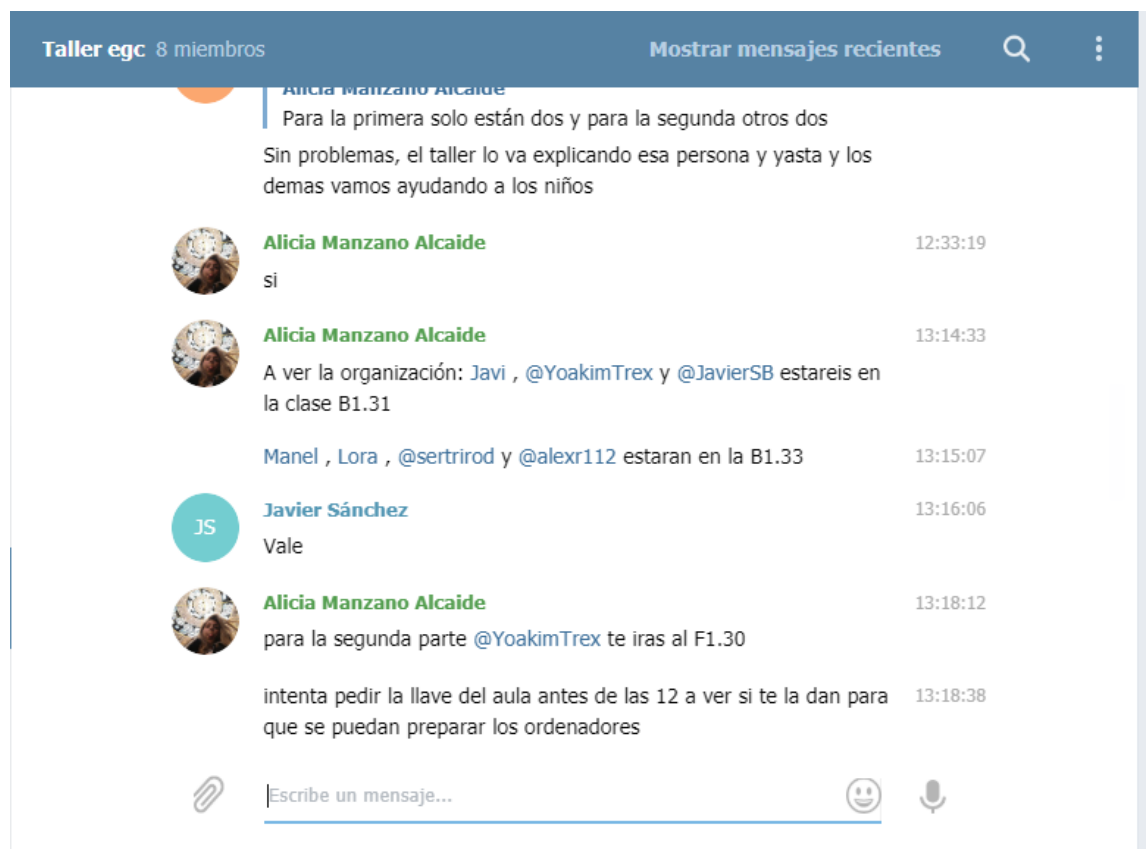 Taller egc 8 miembros Mostrar mensajes recientes
Alicia Manzano Alcaide
Para la primera solo están dos y para la segunda otros dos
Sin problemas, el taller lo va explicando esa persona y yasta y los
demas vamos ayudando a los niños
Alicia Manzano Alcaide 12:33:19
si
Alicia Manzano Alcaide 13:14:33
A ver la organización: Javi , @YoakimTrex y @JavierSB estareis en
la clase B1.31
Manel , Lora , @sertrirod y @alexr112 estaran en la B1.33 13:15:07
JS
Javier Sánchez 13:16:06
Vale
Alicia Manzano Alcaide 13:18:12
para la segunda parte @YoakimTrex te iras al F1.30
intenta pedir la llave del aula antes de las 12 a ver si te la dan para 13:18:38
que se puedan preparar los ordenadores
Escribe un mensaje...